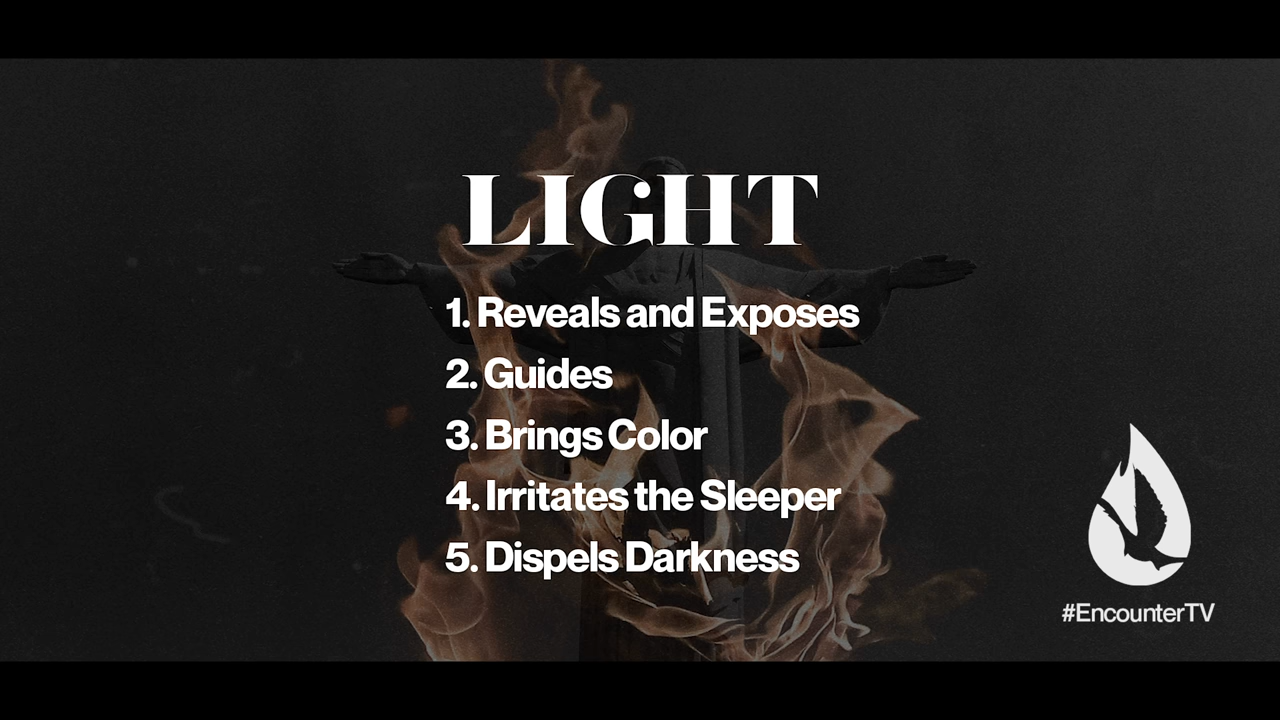 LIGHT
1. Reveals and Exposes
2. Guides
3. Brings Color
4. Irritates the Sleeper
5. Dispels Darkness
#EncounterTV